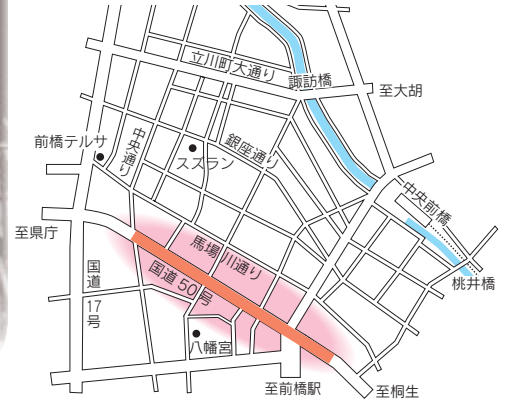 立川町大通り
諏訪橋
至大胡
前橋テルサ
中央通り
スズラン
銀座通り
中央前橋
至県庁
馬場川通り
国道50号
桃井橋
国道17号
八幡宮
至前橋駅
至桐生